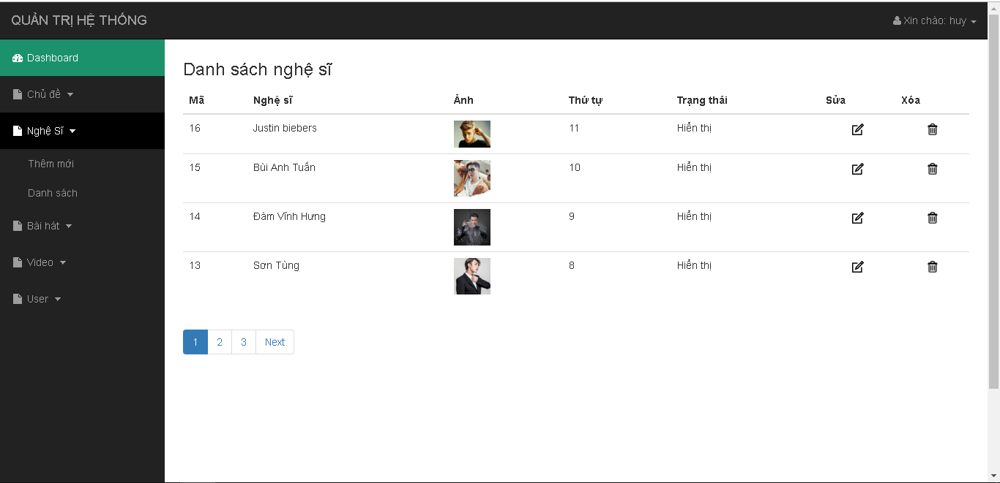 QUẢN TRỊ HỆ THỐNG
Xin chào: huy
Dashboard
Chủ đề
Nghệ Sĩ
Thêm mới
Danh sách
Bài hát
Video
User
Danh sách nghệ sĩ
Mã Nghệ sĩ Ảnh Thứ tự Trạng thái Sửa Xóa
16 Justin biebers 11 Hiển thị
15 Bùi Anh Tuấn 10 Hiển thị
14 Đàm Vĩnh Hưng 9 Hiển thị
13 Sơn Tùng 8 Hiển thị
1 2 3 Next